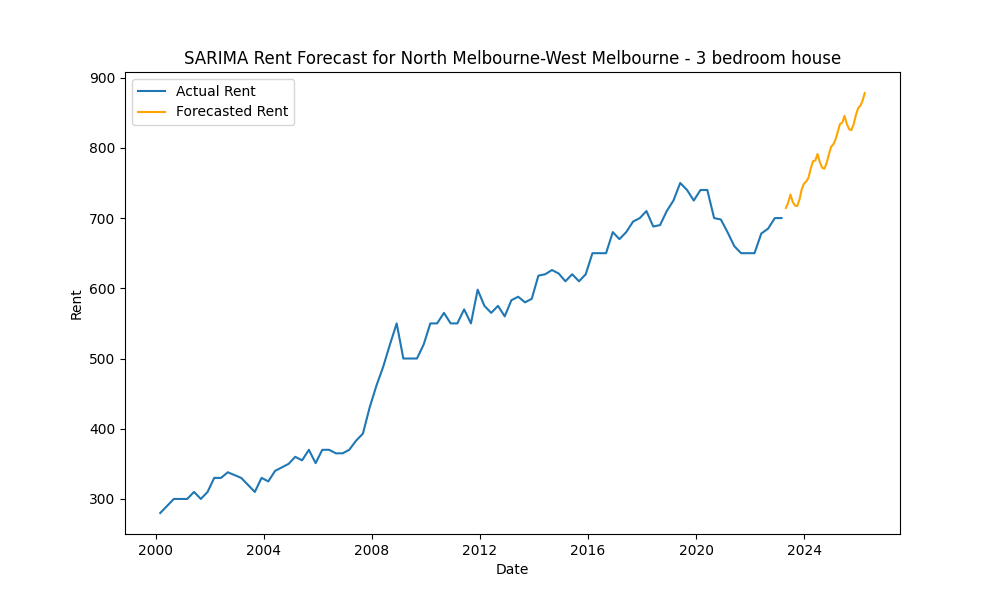 SARIMA Rent Forecast for North Melbourne-West Melbourne - 3 bedroom house
Actual Rent
Forecasted Rent
900
800
700
600
500
400
300
Rent
2000 2004 2008 2012 2016 2020 2024
Date